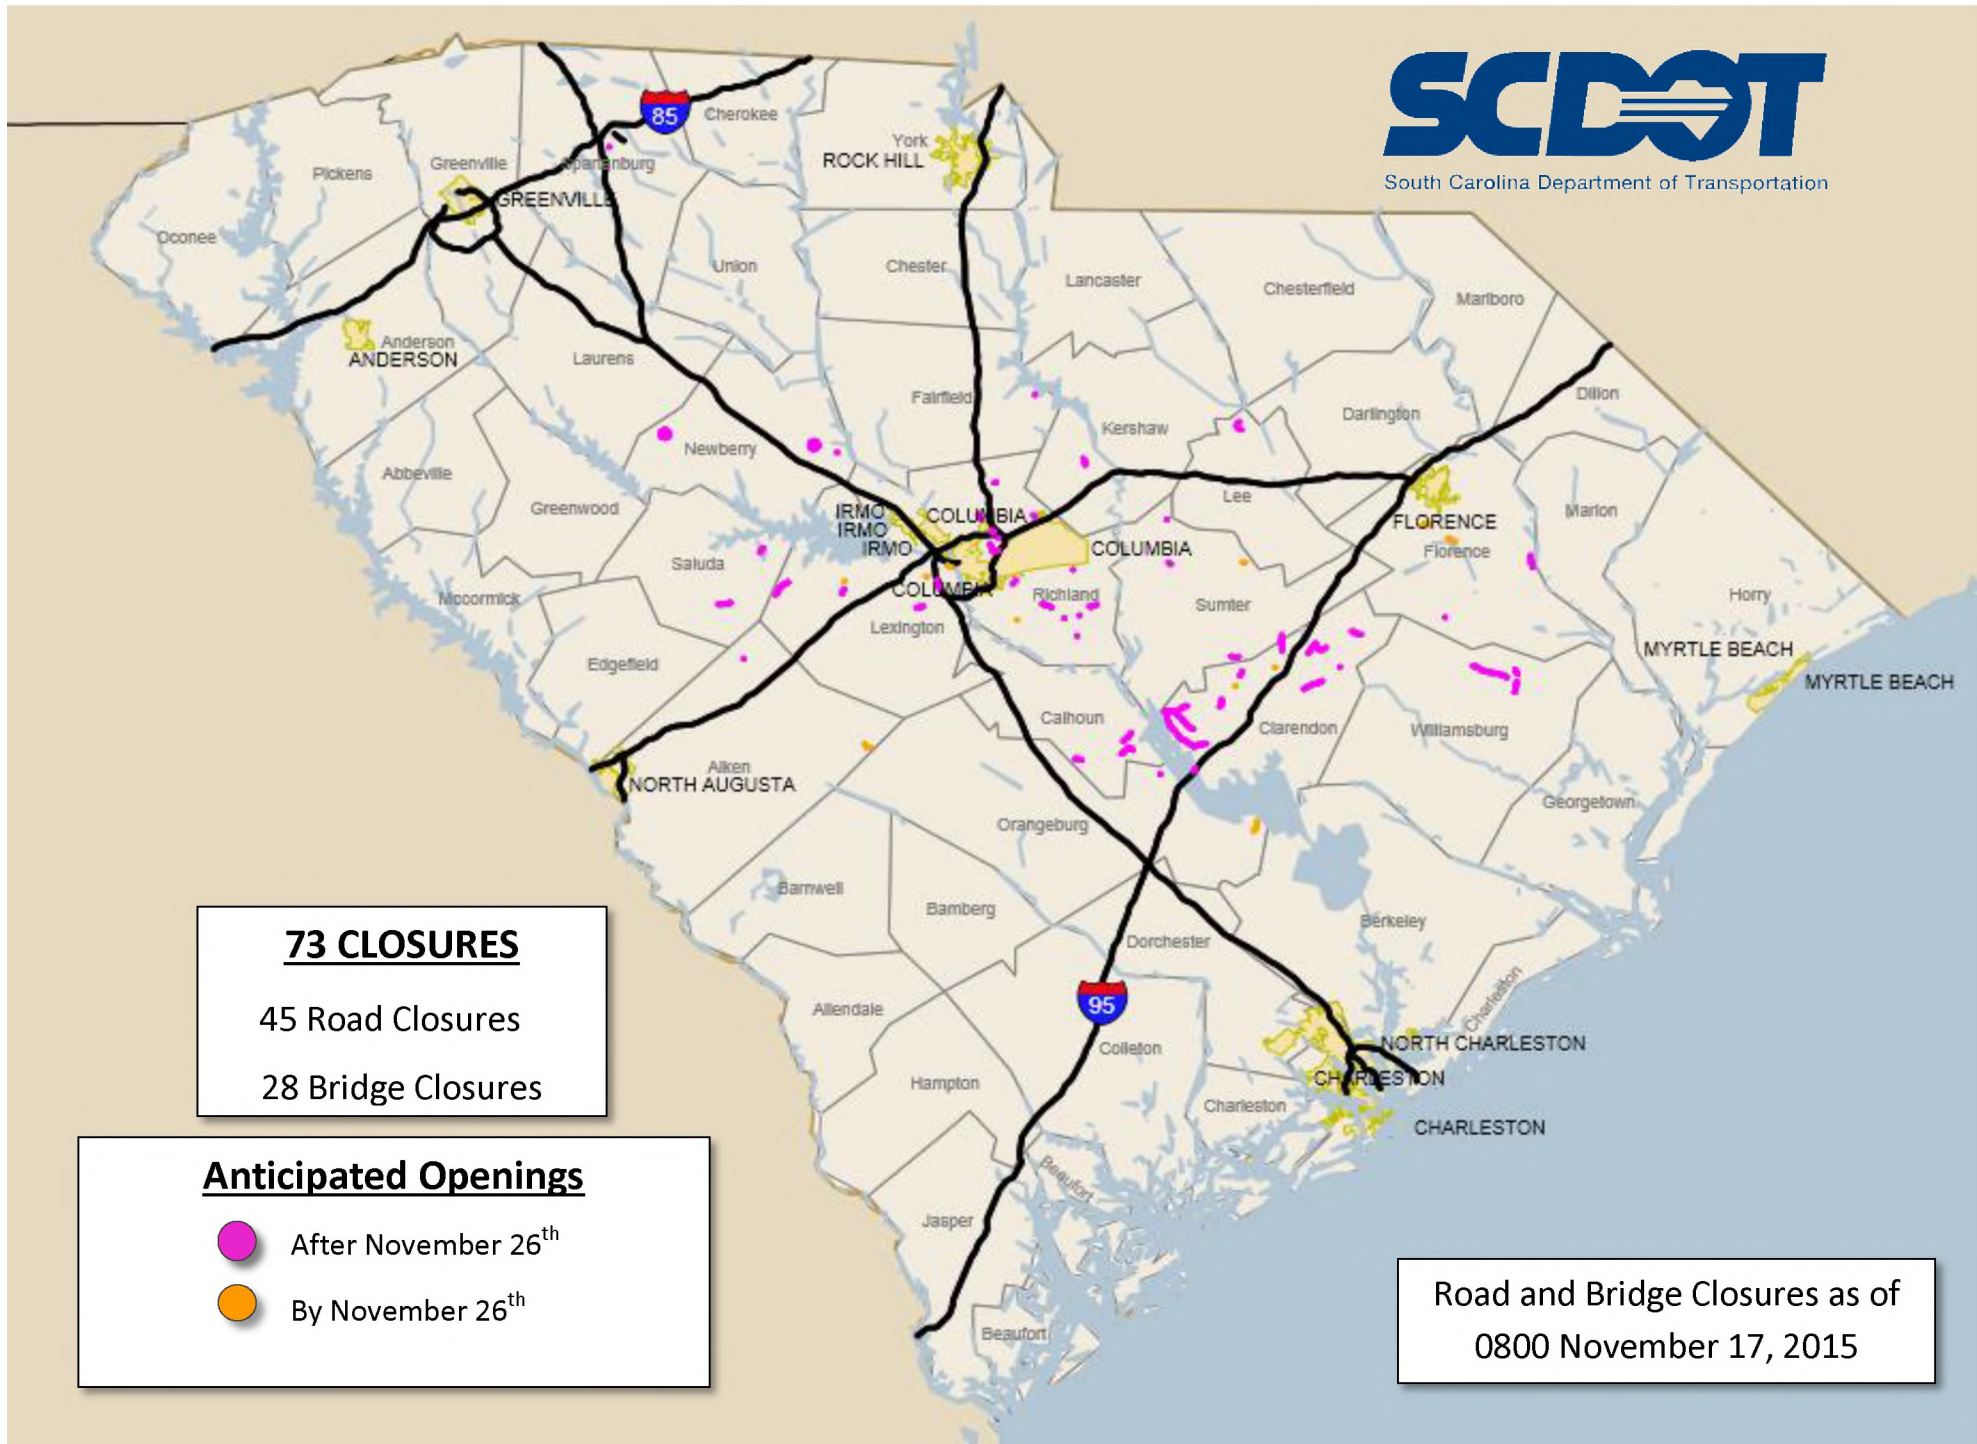 SCDOT
South Carolina Department of Transportation
85
Cherokee
York
ROCK HILL
Pickens
Greenville
Spartanburg
GREENVILLE
Oconee
Union
Chester
Lancaster
Chesterfield
Marlboro
Anderson
ANDERSON
Laurens
Fairfield
Kershaw
Darlington
Dillon
Abbeville
Newberry
Greenwood
Lee
IRMO
IRMO
IRMO
COLUMBIA
COLUMBIA
COLUMBIA
FLORENCE
Florence
Marion
Saluda
Mccormick
Richland
Sumter
Horry
Lexington
Edgefield
MYRTLE BEACH
MYRTLE BEACH
Calhoun
Clarendon
Williamsburg
Aiken
NORTH AUGUSTA
Georgetown
Orangeburg
Barnwell
Bamberg
Berkeley
Dorchester
Charleston
95
Allendale
Colleton
NORTH CHARLESTON
CHARLESTON
Hampton
Charleston
CHARLESTON
Beaufort
Jasper
Beaufort
73 CLOSURES
45 Road Closures
28 Bridge Closures
Anticipated Openings
After November 26th
By November 26th
Road and Bridge Closures as of
0800 November 17, 2015